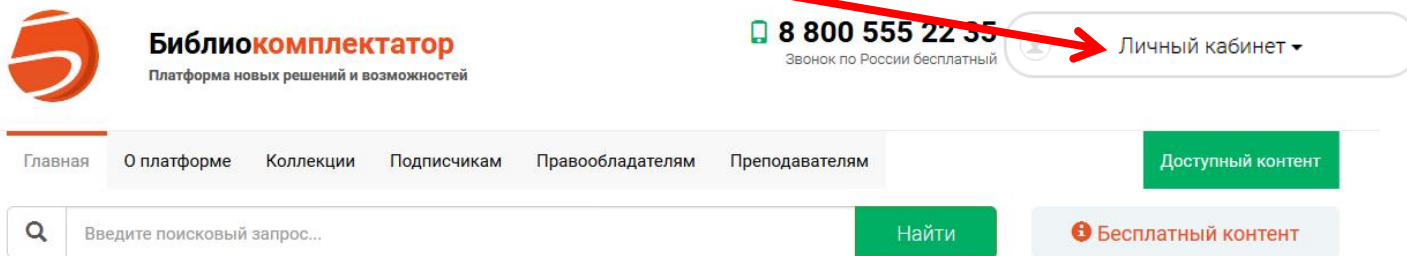 Библиокомплектатор
Платформа новых решений и возможностей
8 800 555 22 35
Звонок по России бесплатный
Личный кабинет
Главная О платформе Коллекции Подписчикам Правообладателям Преподавателям Доступный контент
Введите поисковый запрос... Найти Бесплатный контент